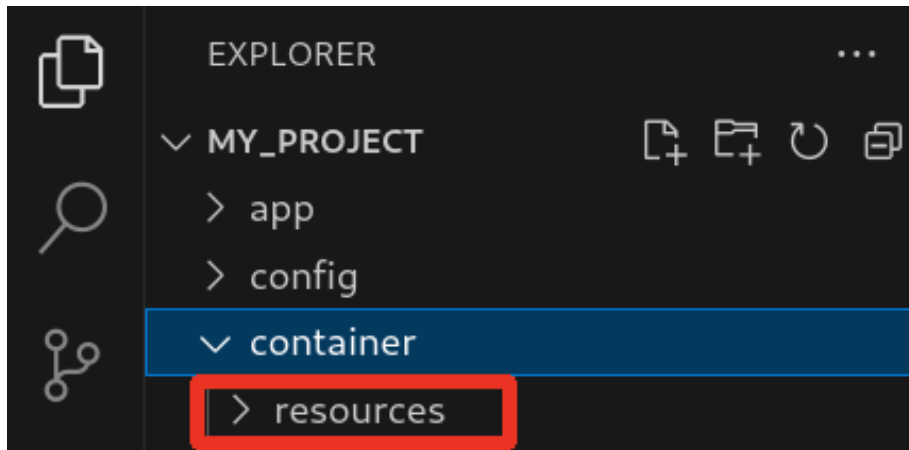 EXPLORER
MY_PROJECT
app
config
container
resources